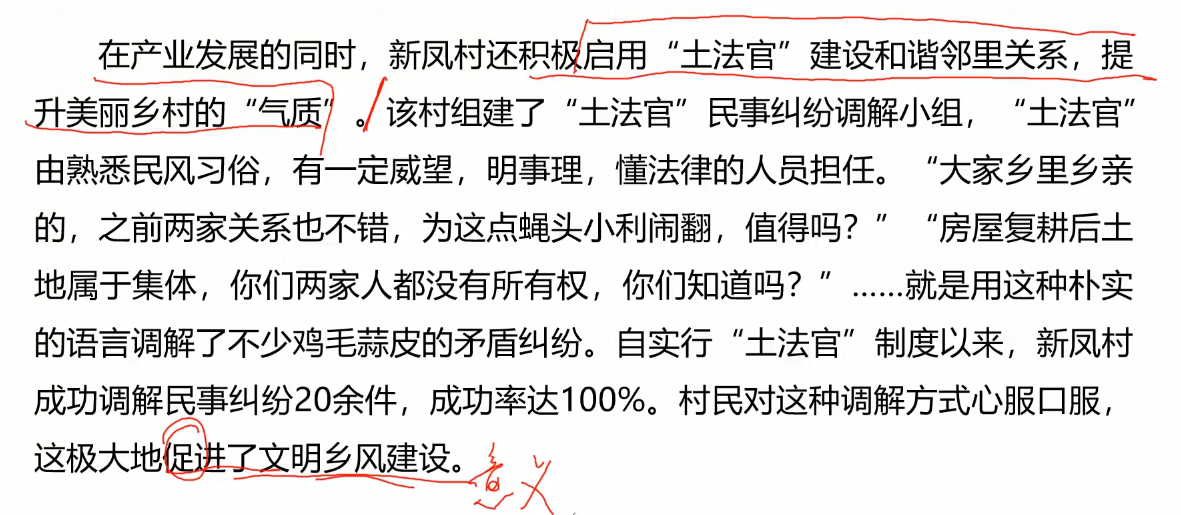 在产业发展的同时，新凤村还积极启用“土法官”建设和谐邻里关系，提
升美丽乡村的“气质”。该村组建了“土法官”民事纠纷调解小组，“土法官”
由熟悉民风习俗，有一定威望，明事理，懂法律的人员担任。“大家乡里乡亲
的，之前两家关系也不错，为这点蝇头小利闹翻，值得吗？”“房屋复耕后土
地属于集体，你们两家人都没有所有权，你们知道吗？”……就是用这种朴实
的语言调解了不少鸡毛蒜皮的矛盾纠纷。自实行“土法官”制度以来，新凤村
成功调解民事纠纷20余件，成功率达100%。村民对这种调解方式心服口服，
这极大地促进了文明乡风建设。
意义